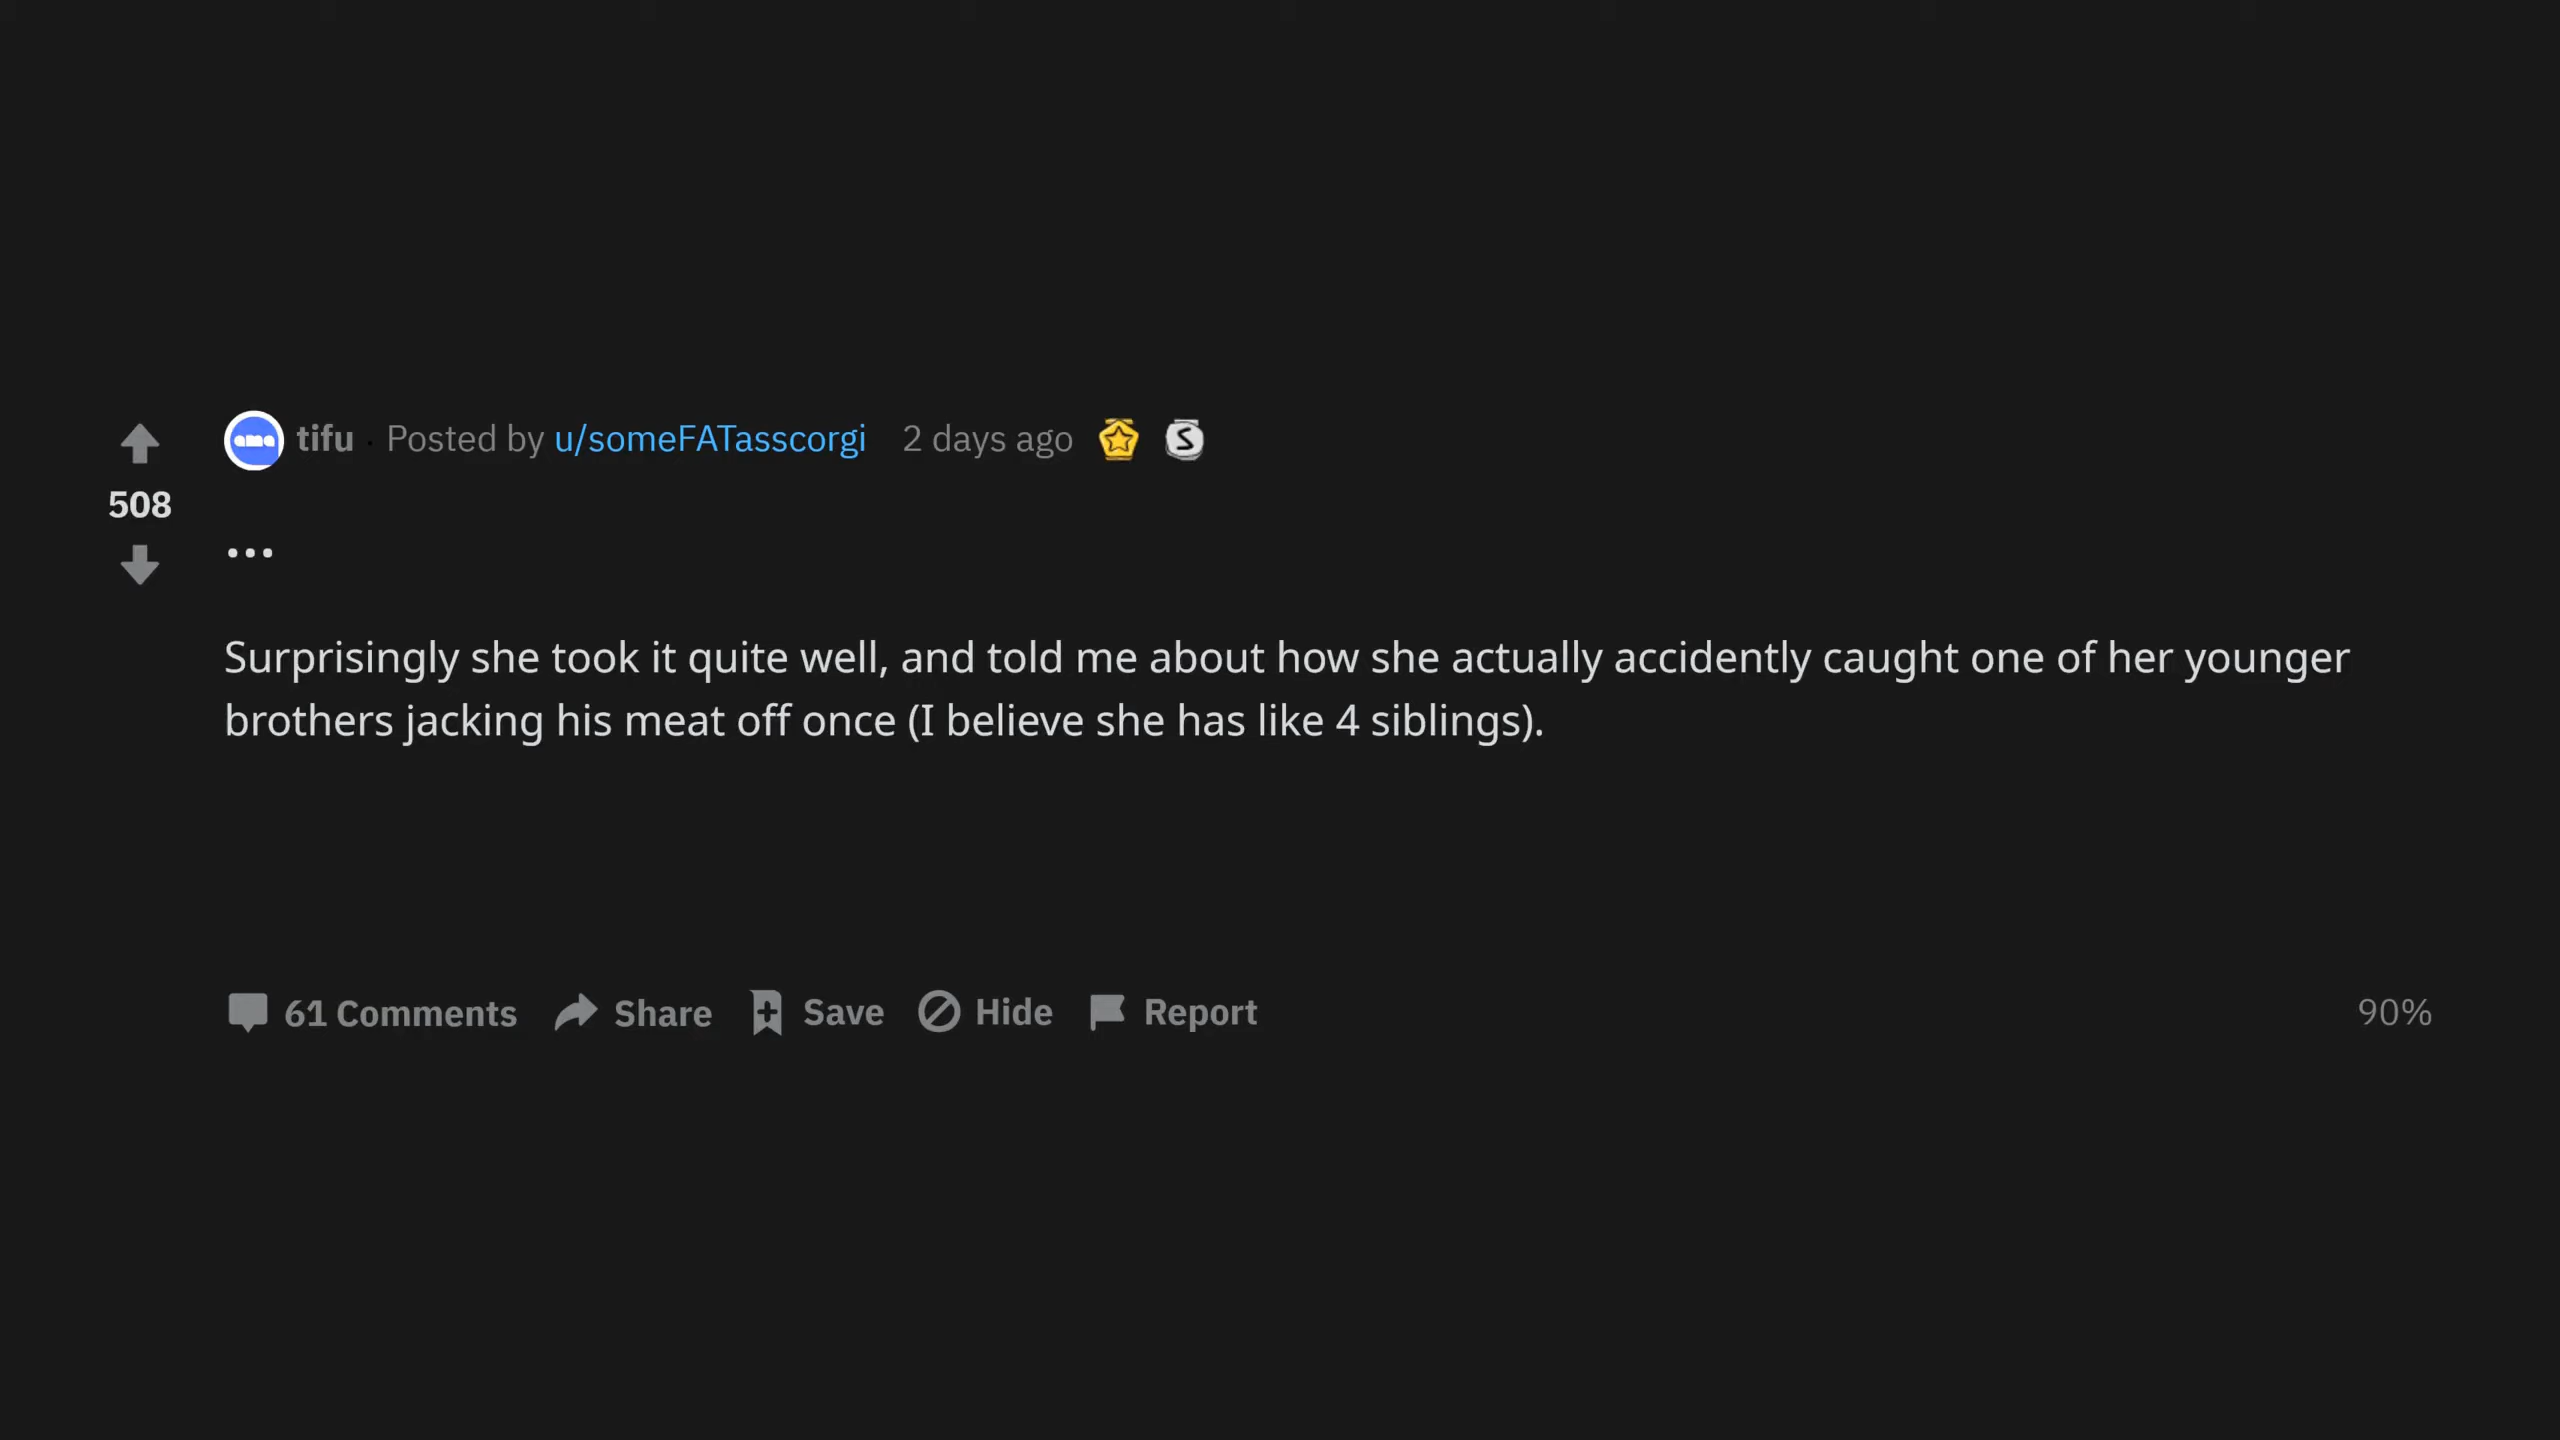 ama tifu · Posted by u/someFATasscorgi 2 days ago S
508
...
Surprisingly she took it quite well, and told me about how she actually accidently caught one of her younger
brothers jacking his meat off once (I believe she has like 4 siblings).
61 Comments Share Save Hide Report 90%